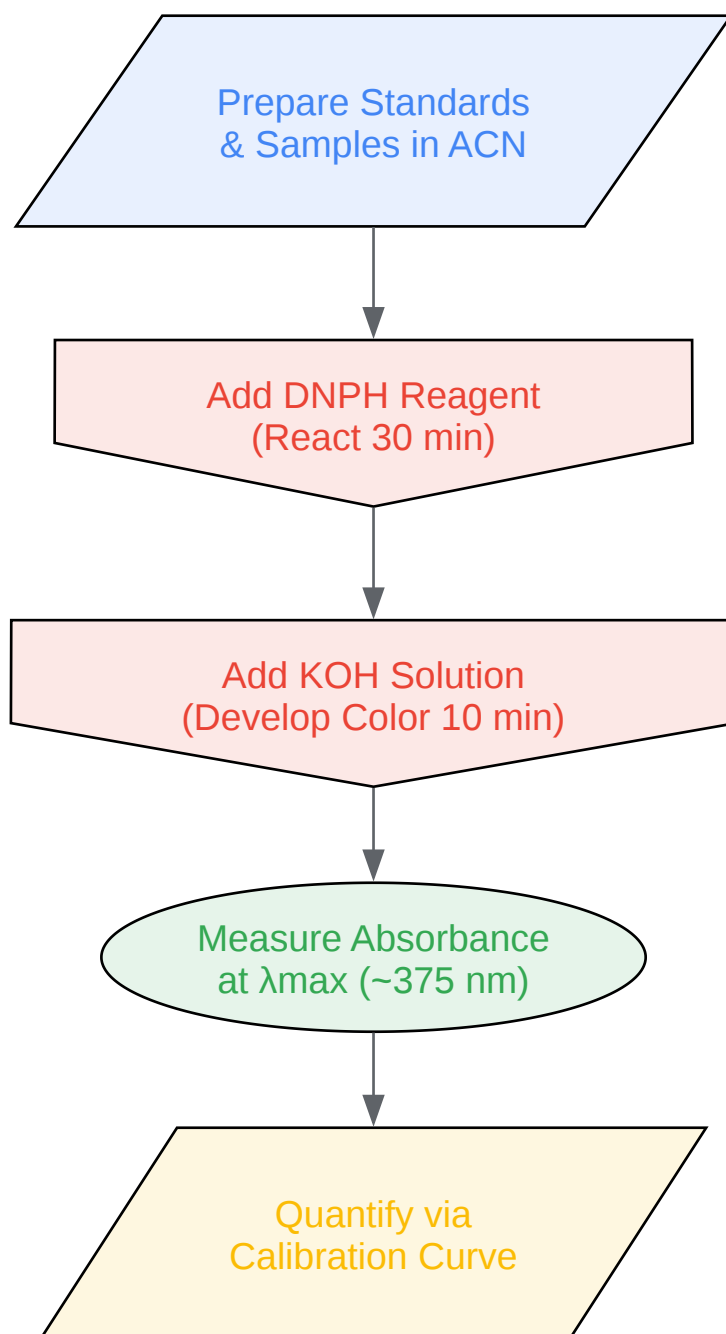 Prepare Standards
& Samples in ACN
Add DNPH Reagent
(React 30 min)
Add KOH Solution
(Develop Color 10 min)
Measure Absorbance
at λmax (~375 nm)
Quantify via
Calibration Curve